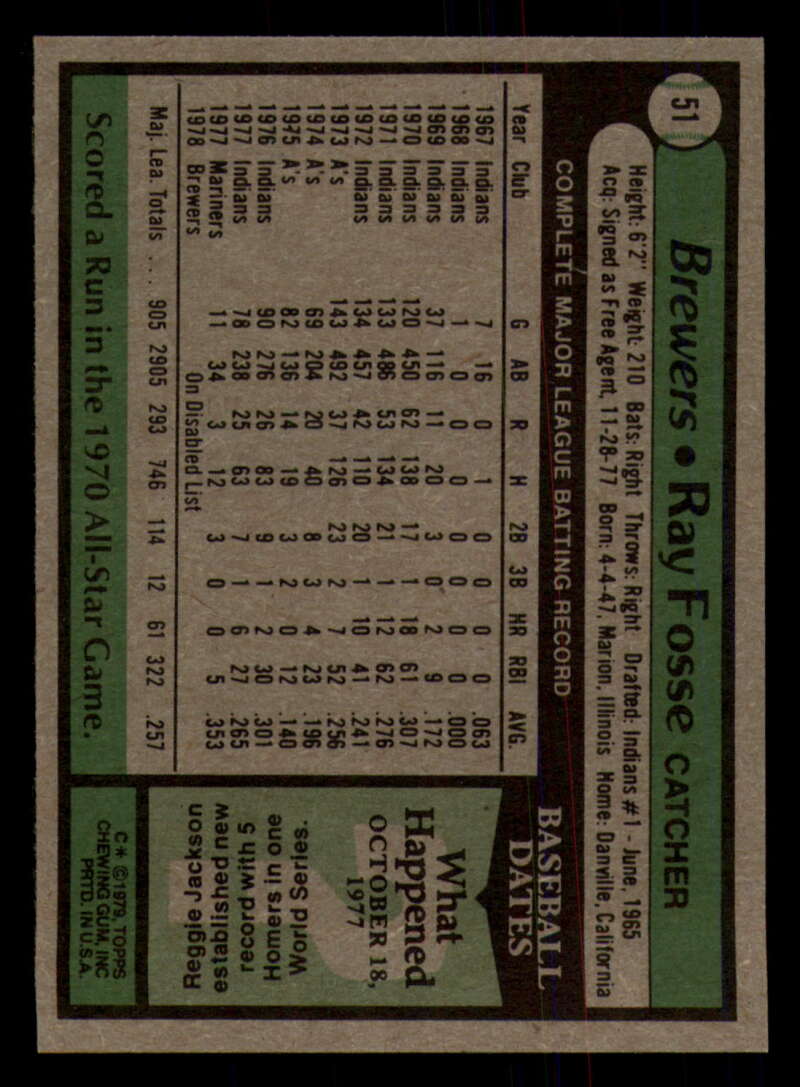 51
Brewers • Ray Fosse CATCHER
Height: 6'2" Weight: 210 Bats: Right Throws: Right Drafted: Indians #1 - June, 1965
Acq: Signed as Free Agent, 11-28-77 Born: 4-4-47, Marion, Illinois Home: Danville, California
COMPLETE MAJOR LEAGUE BATTING RECORD
Year Club G AB R H 2B 3B HR RBI AVG.
1967 Indians 7 16 0 1 0 0 0 0 .063
1968 Indians 1 0 0 0 0 0 0 0 .000
1969 Indians 37 116 11 20 3 0 2 9 .172
1970 Indians 120 450 62 138 17 1 18 61 .307
1971 Indians 133 486 53 134 21 1 12 62 .276
1972 Indians 134 457 42 110 20 1 10 41 .241
1973 A's 143 492 37 126 23 2 7 52 .256
1974 A's 69 204 20 40 8 3 4 23 .196
1975 A's 82 136 14 19 3 2 0 12 .140
1976 Indians 90 276 26 83 9 1 2 30 .301
1977 Indians 78 238 25 63 7 1 6 27 .265
1977 Mariners 11 34 3 12 3 0 0 5 .353
1978 Brewers On Disabled List
Maj. Lea. Totals . . . 905 2905 293 746 114 12 61 322 .257
Scored a Run in the 1970 All-Star Game.
BASEBALL
DATES
What
Happened
OCTOBER 18,
1977
Reggie Jackson
established new
record with 5
Homers in one
World Series.
C* ©1979, TOPPS
CHEWING GUM, INC
PRTD. IN U.S.A.